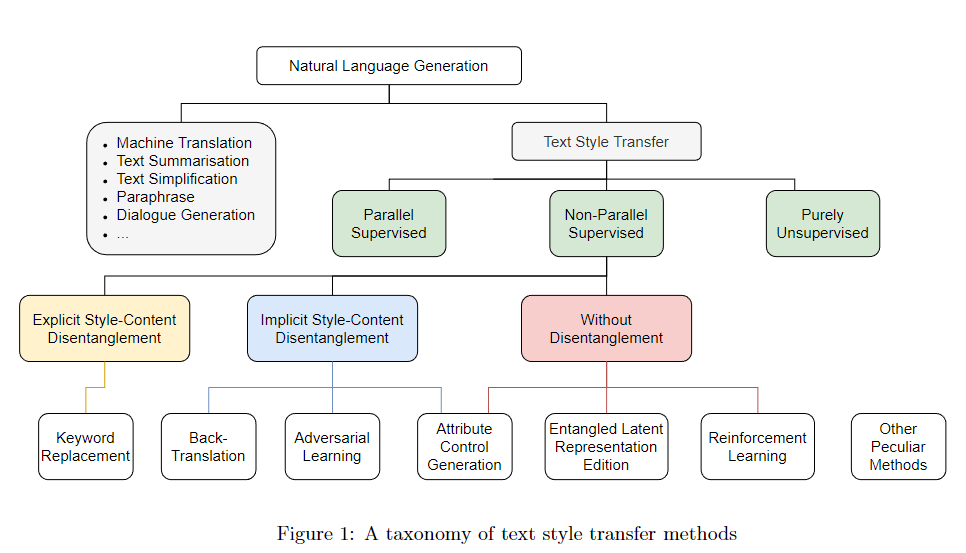 Natural Language Generation
• Machine Translation
• Text Summarisation
• Text Simplification
• Paraphrase
• Dialogue Generation
• ...
Text Style Transfer
Parallel
Supervised
Non-Parallel
Supervised
Purely
Unsupervised
Explicit Style-Content
Disentanglement
Implicit Style-Content
Disentanglement
Without
Disentanglement
Keyword
Replacement
Back-
Translation
Adversarial
Learning
Attribute
Control
Generation
Entangled Latent
Representation
Edition
Reinforcement
Learning
Other
Peculiar
Methods
Figure 1: A taxonomy of text style transfer methods